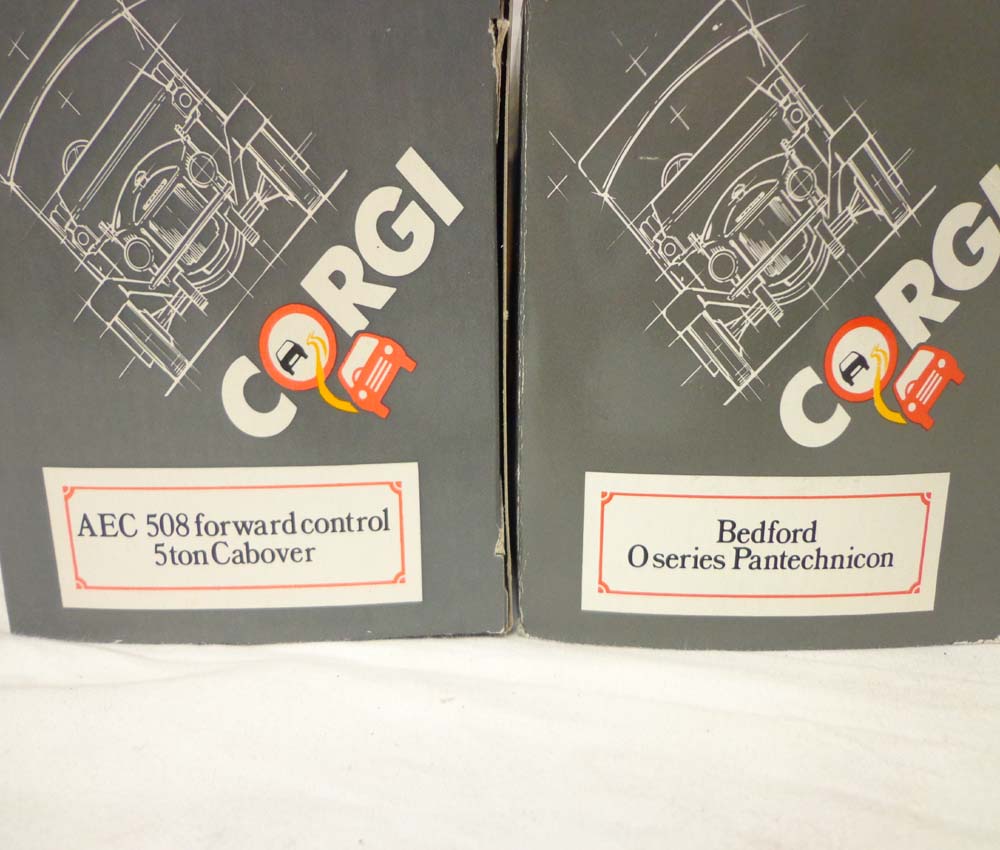 CORGI
AEC 508 forward control
5ton Cabover
CORGI
Bedford
O series Pantechnicon